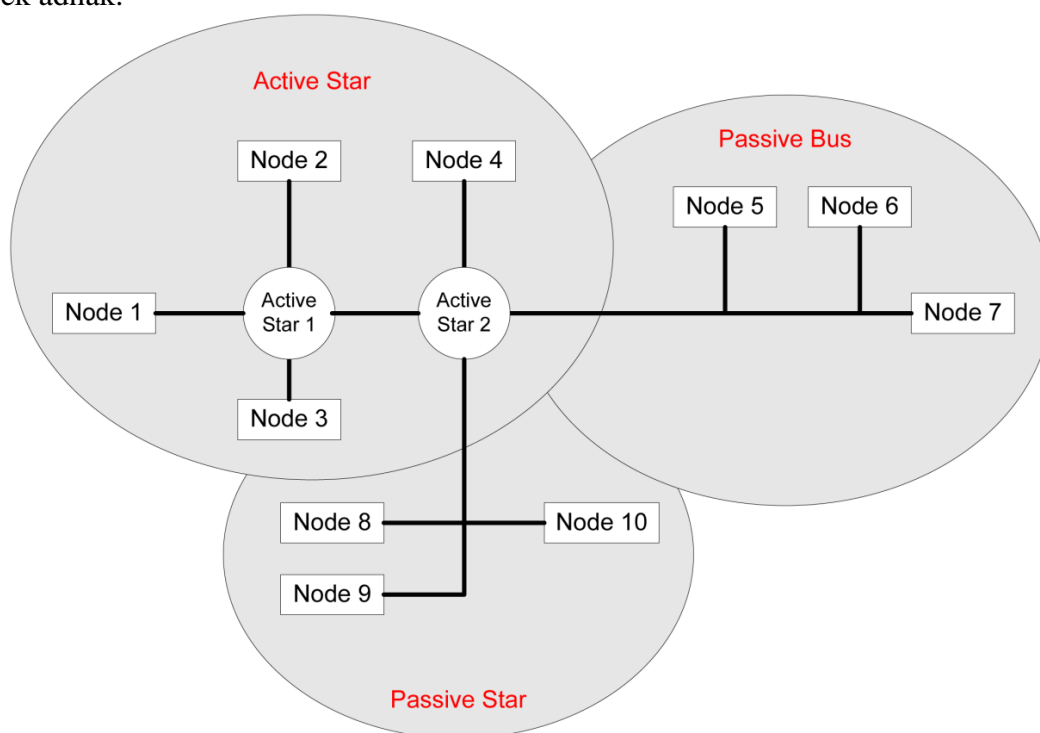 ek adnak.
Active Star
Passive Bus
Node 2
Node 4
Node 5
Node 6
Node 1
Active
Star 1
Active
Star 2
Node 7
Node 3
Node 8
Node 10
Node 9
Passive Star